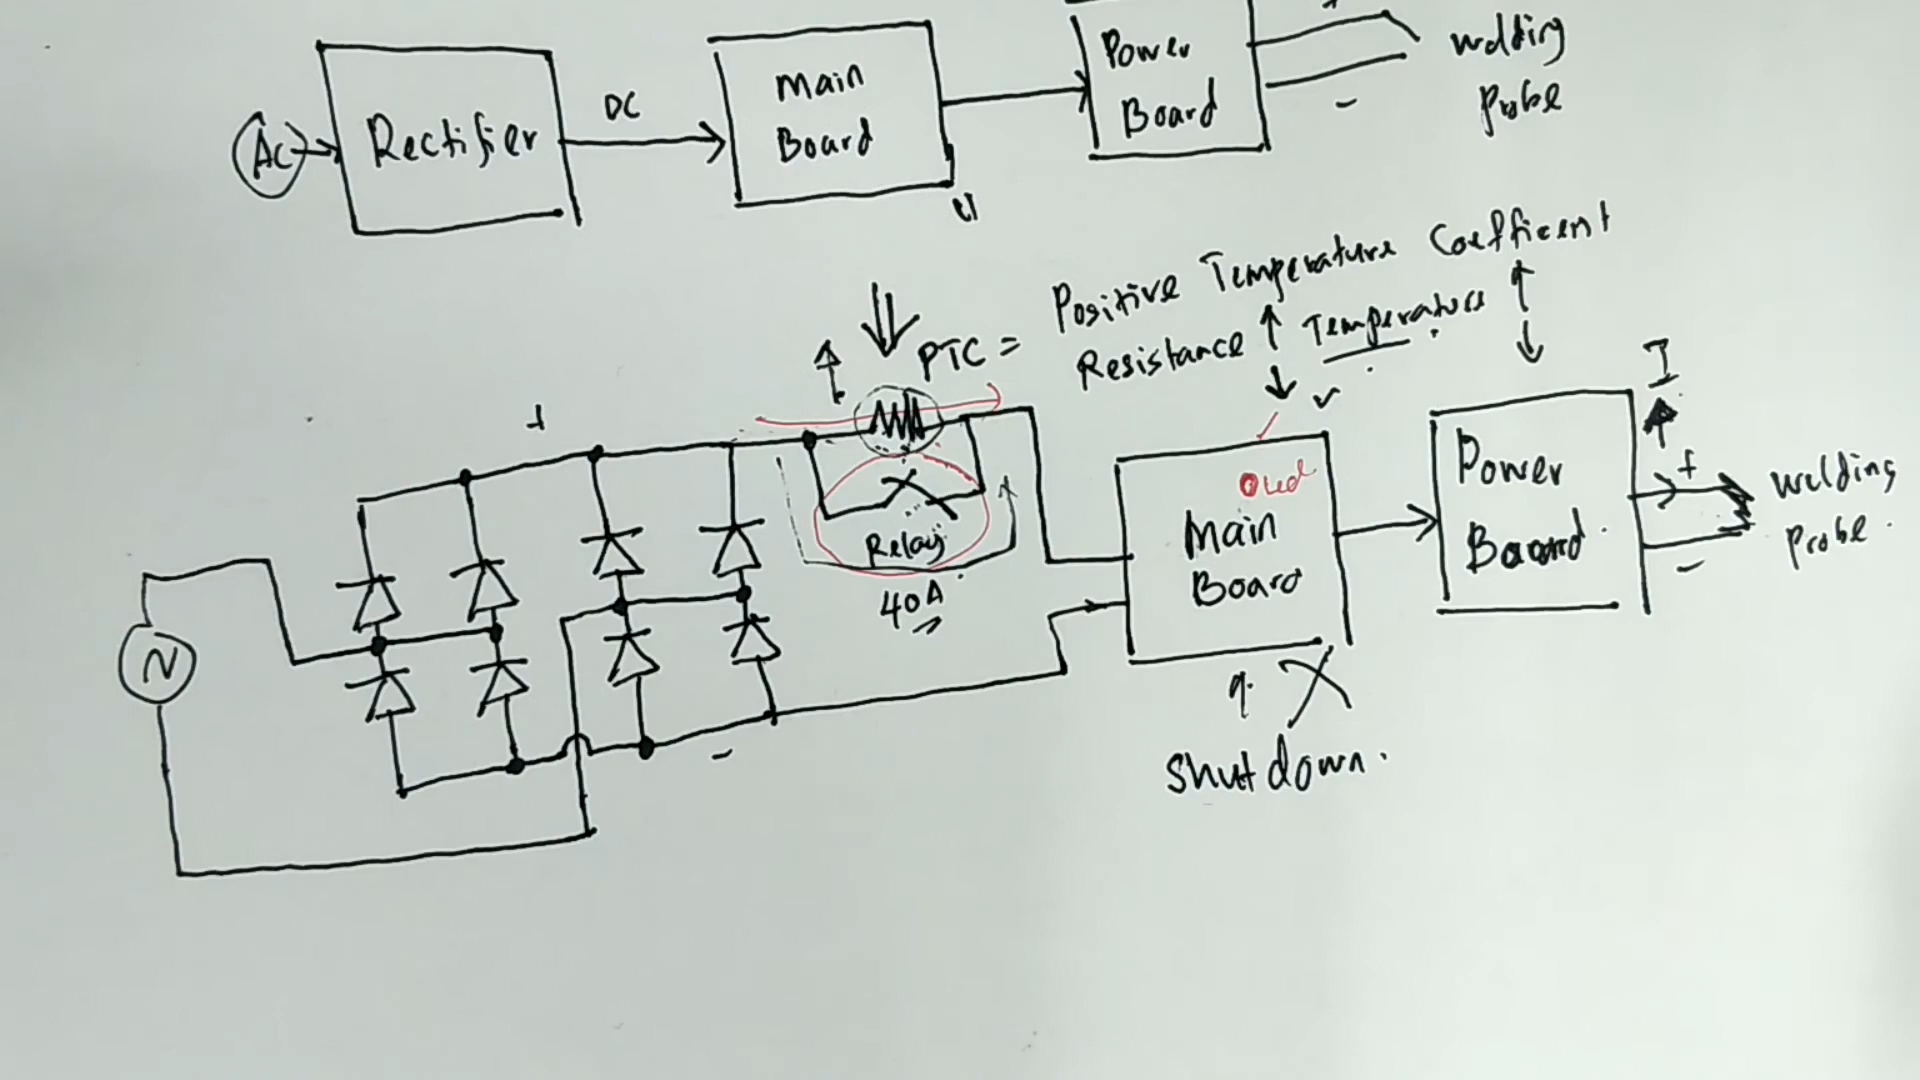 AC
Rectifier
DC
Main
Board
Power
Board
+
-
welding
probe
PTC = Positive Temperature Coefficient
Resistance ↑ Temperature
+
Relay
40A
-
led
Main
Board
Shutdown.
Power
Board
I
+
-
welding
probe.